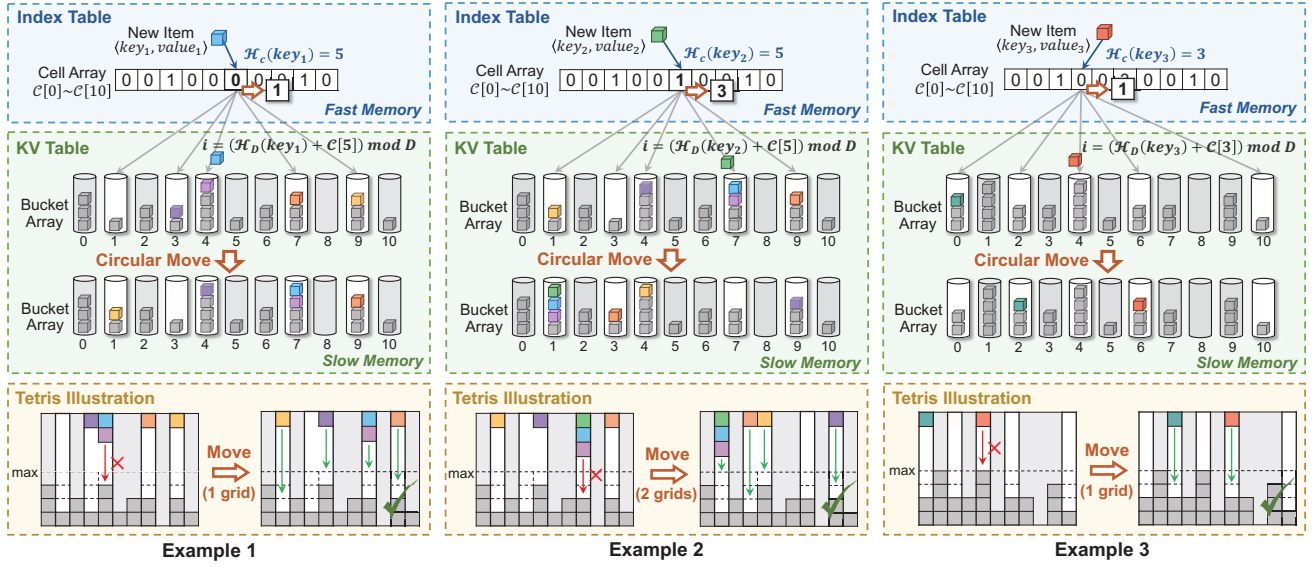 Index Table
New Item
⟨key₁, value₁⟩
ℋ_c(key₁) = 5
Cell Array
𝒞[0]~𝒞[10]
0 0 1 0 0 0 0 0 0 1 0
1
Fast Memory
KV Table
i = (ℋ_D(key₁) + 𝒞[5]) mod D
Bucket
Array
0 1 2 3 4 5 6 7 8 9 10
Circular Move
Bucket
Array
0 1 2 3 4 5 6 7 8 9 10
Slow Memory
Tetris Illustration
max
Move
(1 grid)
Example 1
Index Table
New Item
⟨key₂, value₂⟩
ℋ_c(key₂) = 5
Cell Array
𝒞[0]~𝒞[10]
0 0 1 0 0 1 0 0 0 1 0
3
Fast Memory
KV Table
i = (ℋ_D(key₂) + 𝒞[5]) mod D
Bucket
Array
0 1 2 3 4 5 6 7 8 9 10
Circular Move
Bucket
Array
0 1 2 3 4 5 6 7 8 9 10
Slow Memory
Tetris Illustration
max
Move
(2 grids)
Example 2
Index Table
New Item
⟨key₃, value₃⟩
ℋ_c(key₃) = 3
Cell Array
𝒞[0]~𝒞[10]
0 0 1 0 0 0 0 1 0
1
Fast Memory
KV Table
i = (ℋ_D(key₃) + 𝒞[3]) mod D
Bucket
Array
0 1 2 3 4 5 6 7 8 9 10
Circular Move
Bucket
Array
0 1 2 3 4 5 6 7 8 9 10
Slow Memory
Tetris Illustration
max
Move
(1 grid)
Example 3